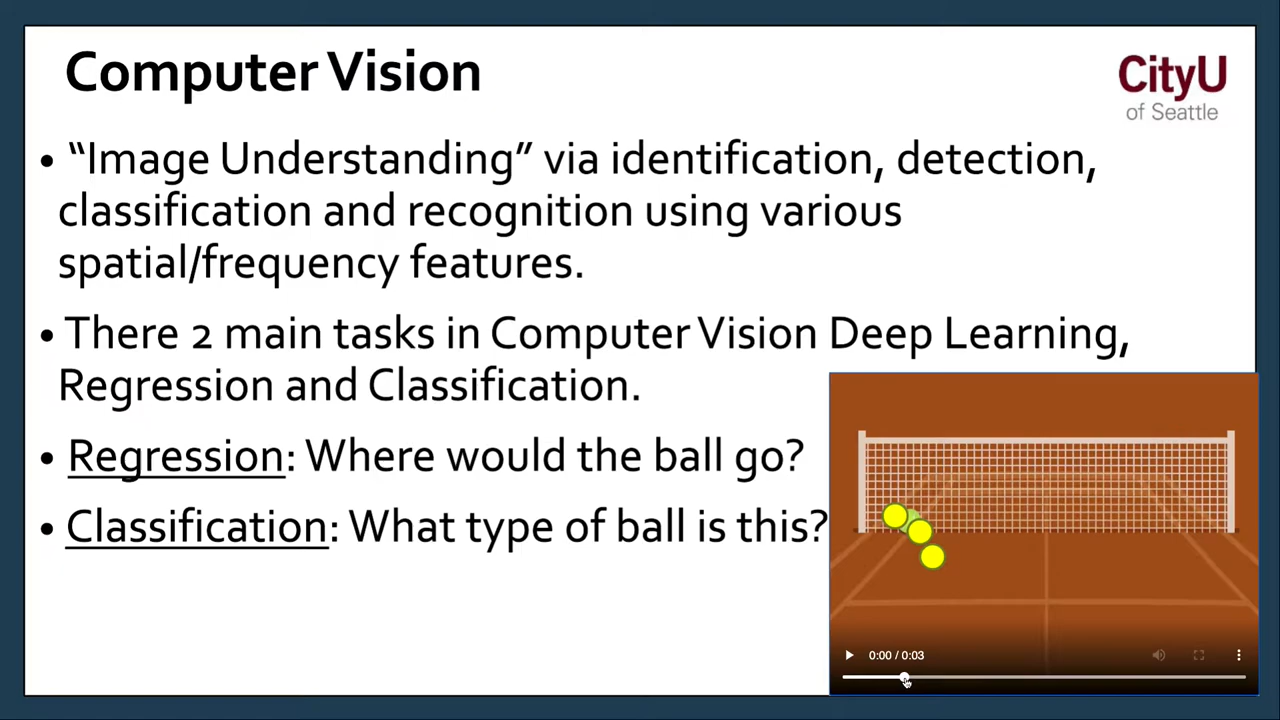 Computer Vision
CityU
of Seattle
• “Image Understanding” via identification, detection,
classification and recognition using various
spatial/frequency features.
• There 2 main tasks in Computer Vision Deep Learning,
Regression and Classification.
• Regression: Where would the ball go?
• Classification: What type of ball is this?
0:00 / 0:03